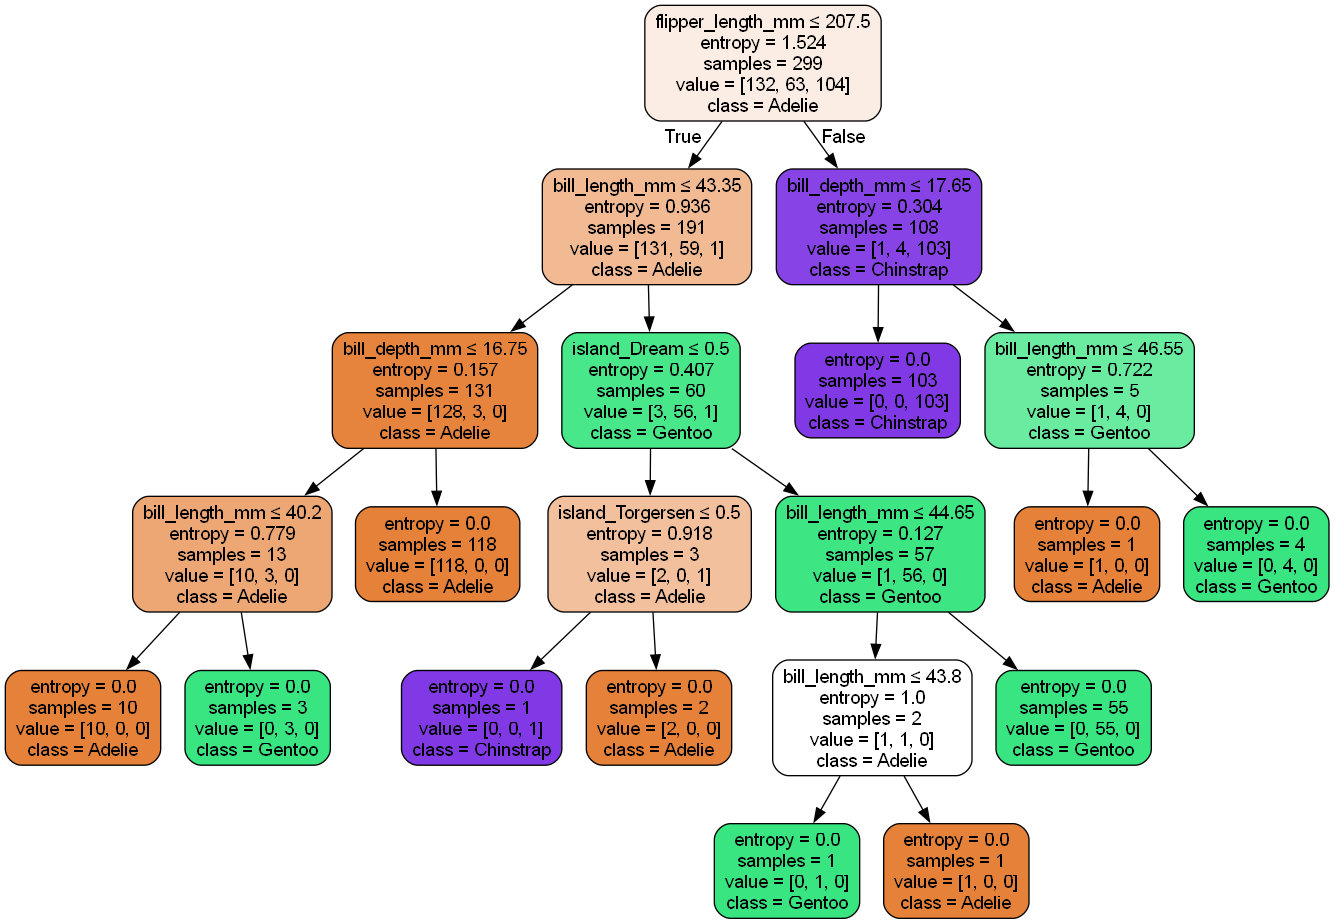 flipper_length_mm ≤ 207.5
entropy = 1.524
samples = 299
value = [132, 63, 104]
class = Adelie
True
False
bill_length_mm ≤ 43.35
entropy = 0.936
samples = 191
value = [131, 59, 1]
class = Adelie
bill_depth_mm ≤ 17.65
entropy = 0.304
samples = 108
value = [1, 4, 103]
class = Chinstrap
bill_depth_mm ≤ 16.75
entropy = 0.157
samples = 131
value = [128, 3, 0]
class = Adelie
island_Dream ≤ 0.5
entropy = 0.407
samples = 60
value = [3, 56, 1]
class = Gentoo
entropy = 0.0
samples = 103
value = [0, 0, 103]
class = Chinstrap
bill_length_mm ≤ 46.55
entropy = 0.722
samples = 5
value = [1, 4, 0]
class = Gentoo
bill_length_mm ≤ 40.2
entropy = 0.779
samples = 13
value = [10, 3, 0]
class = Adelie
entropy = 0.0
samples = 118
value = [118, 0, 0]
class = Adelie
island_Torgersen ≤ 0.5
entropy = 0.918
samples = 3
value = [2, 0, 1]
class = Adelie
bill_length_mm ≤ 44.65
entropy = 0.127
samples = 57
value = [1, 56, 0]
class = Gentoo
entropy = 0.0
samples = 1
value = [1, 0, 0]
class = Adelie
entropy = 0.0
samples = 4
value = [0, 4, 0]
class = Gentoo
entropy = 0.0
samples = 10
value = [10, 0, 0]
class = Adelie
entropy = 0.0
samples = 3
value = [0, 3, 0]
class = Gentoo
entropy = 0.0
samples = 1
value = [0, 0, 1]
class = Chinstrap
entropy = 0.0
samples = 2
value = [2, 0, 0]
class = Adelie
bill_length_mm ≤ 43.8
entropy = 1.0
samples = 2
value = [1, 1, 0]
class = Adelie
entropy = 0.0
samples = 55
value = [0, 55, 0]
class = Gentoo
entropy = 0.0
samples = 1
value = [0, 1, 0]
class = Gentoo
entropy = 0.0
samples = 1
value = [1, 0, 0]
class = Adelie